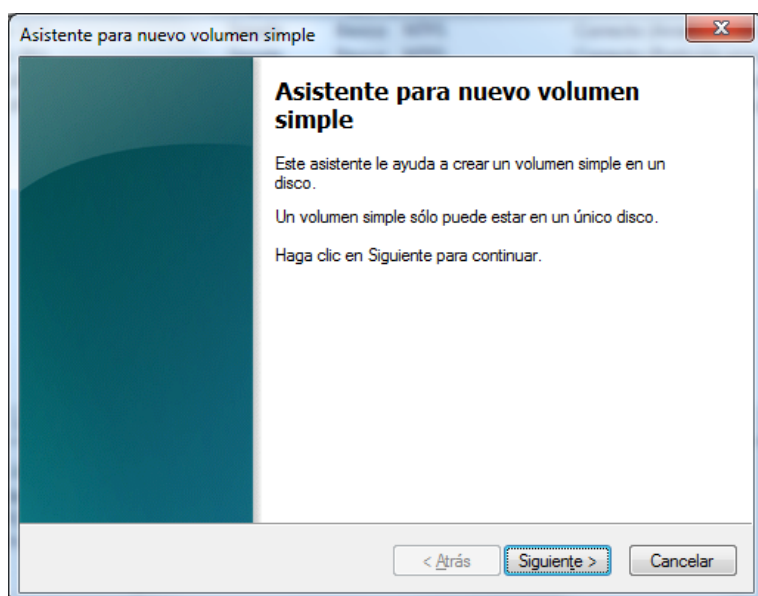 Asistente para nuevo volumen simple
Asistente para nuevo volumen
simple
Este asistente le ayuda a crear un volumen simple en un
disco.
Un volumen simple sólo puede estar en un único disco.
Haga clic en Siguiente para continuar.
< Atrás Siguiente > Cancelar